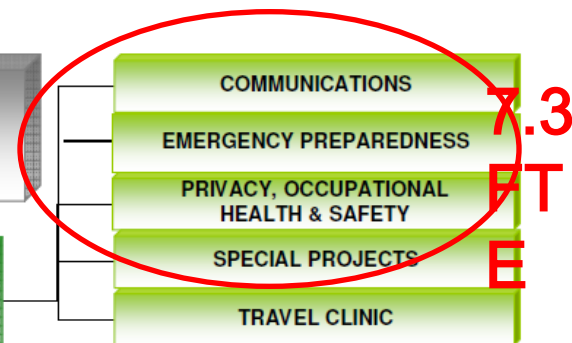 COMMUNICATIONS
EMERGENCY PREPAREDNESS
PRIVACY, OCCUPATIONAL
HEALTH & SAFETY
SPECIAL PROJECTS
TRAVEL CLINIC
7.3
FT
E